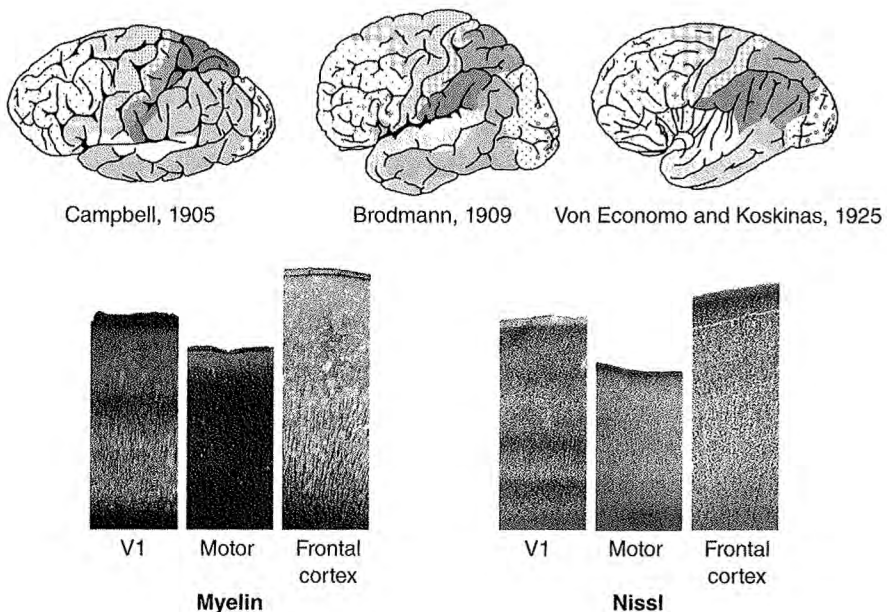 Campbell, 1905
Brodmann, 1909
Von Economo and Koskinas, 1925
V1
Motor
Frontal
cortex
Myelin
V1
Motor
Frontal
cortex
Nissl